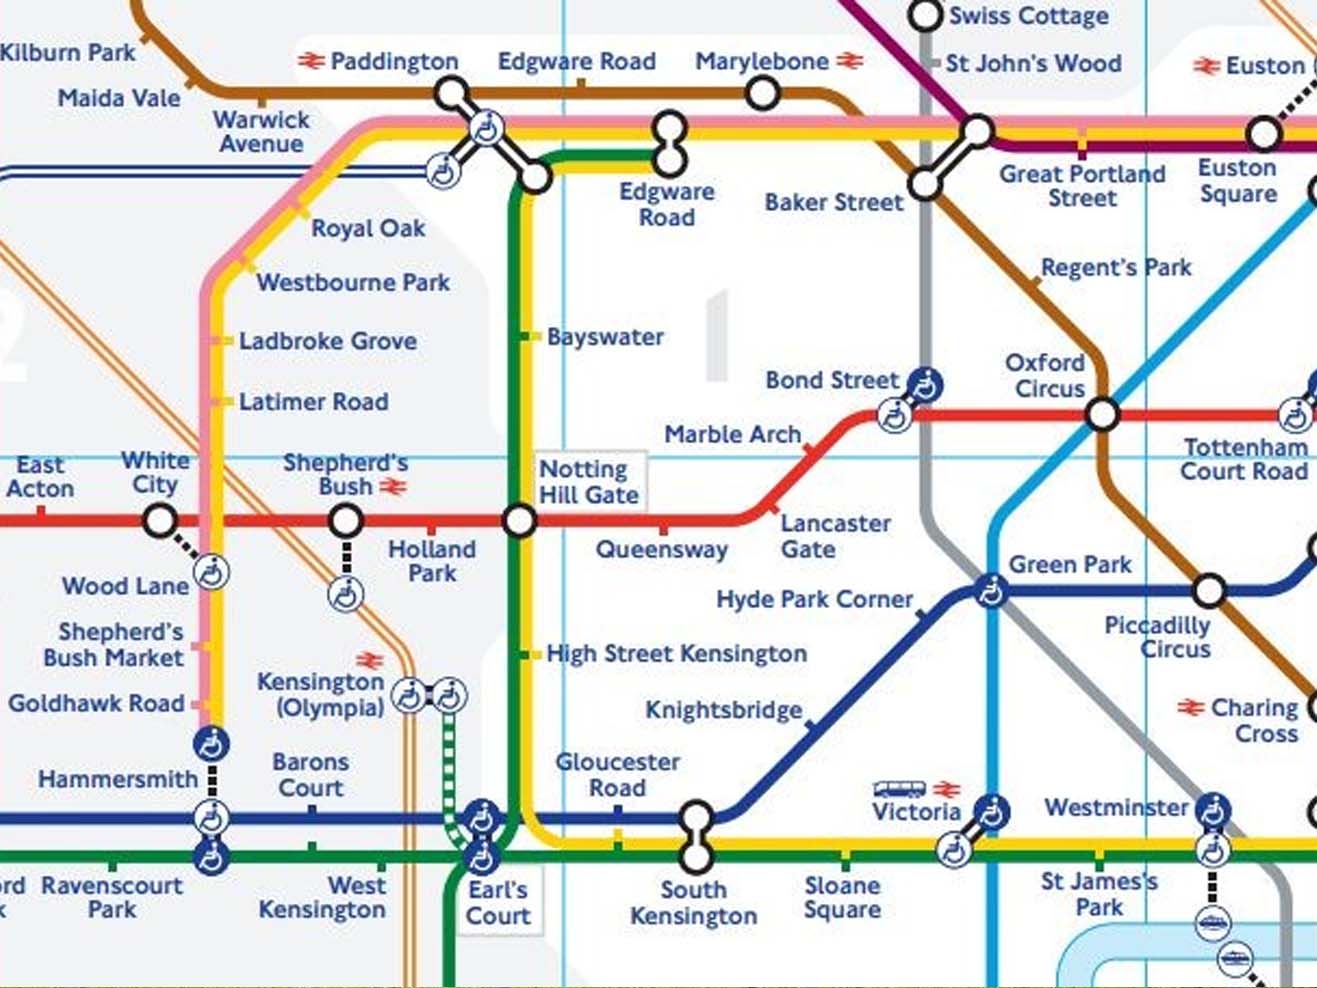 Swiss Cottage
Kilburn Park
Paddington
Edgware Road
Marylebone
St John's Wood
Euston
Maida Vale
Warwick
Avenue
Great Portland
Street
Euston
Square
Edgware
Road
Baker Street
Royal Oak
Westbourne Park
Regent's Park
2
1
Ladbroke Grove
Bayswater
Oxford
Circus
Bond Street
Latimer Road
Marble Arch
Tottenham
Court Road
East
Acton
White
City
Shepherd's
Bush
Notting
Hill Gate
Lancaster
Gate
Holland
Park
Queensway
Green Park
Wood Lane
Hyde Park Corner
Piccadilly
Circus
Shepherd's
Bush Market
High Street Kensington
Kensington
(Olympia)
Goldhawk Road
Knightsbridge
Charing
Cross
Hammersmith
Barons
Court
Gloucester
Road
Victoria
Westminster
Ravenscourt
Park
West
Kensington
Earl's
Court
South
Kensington
Sloane
Square
St James's
Park